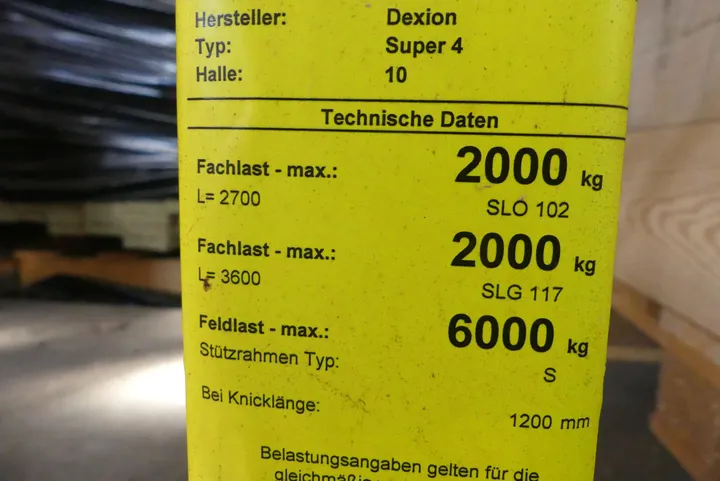 Hersteller: Dexion
Typ: Super 4
Halle: 10
Technische Daten
Fachlast - max.: 2000 kg
L= 2700 SLO 102
Fachlast - max.: 2000 kg
L= 3600 SLG 117
Feldlast - max.: 6000 kg
Stützrahmen Typ: S
Bei Knicklänge: 1200 mm
Belastungsangaben gelten für die